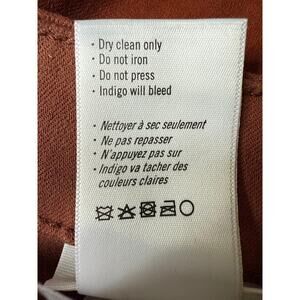 · Dry clean only
· Do not iron
· Do not press
· Indigo will bleed
· Nettoyer à sec seulement
· Ne pas repasser
· N'appuyez pas sur
· Indigo va tacher des
couleurs claires